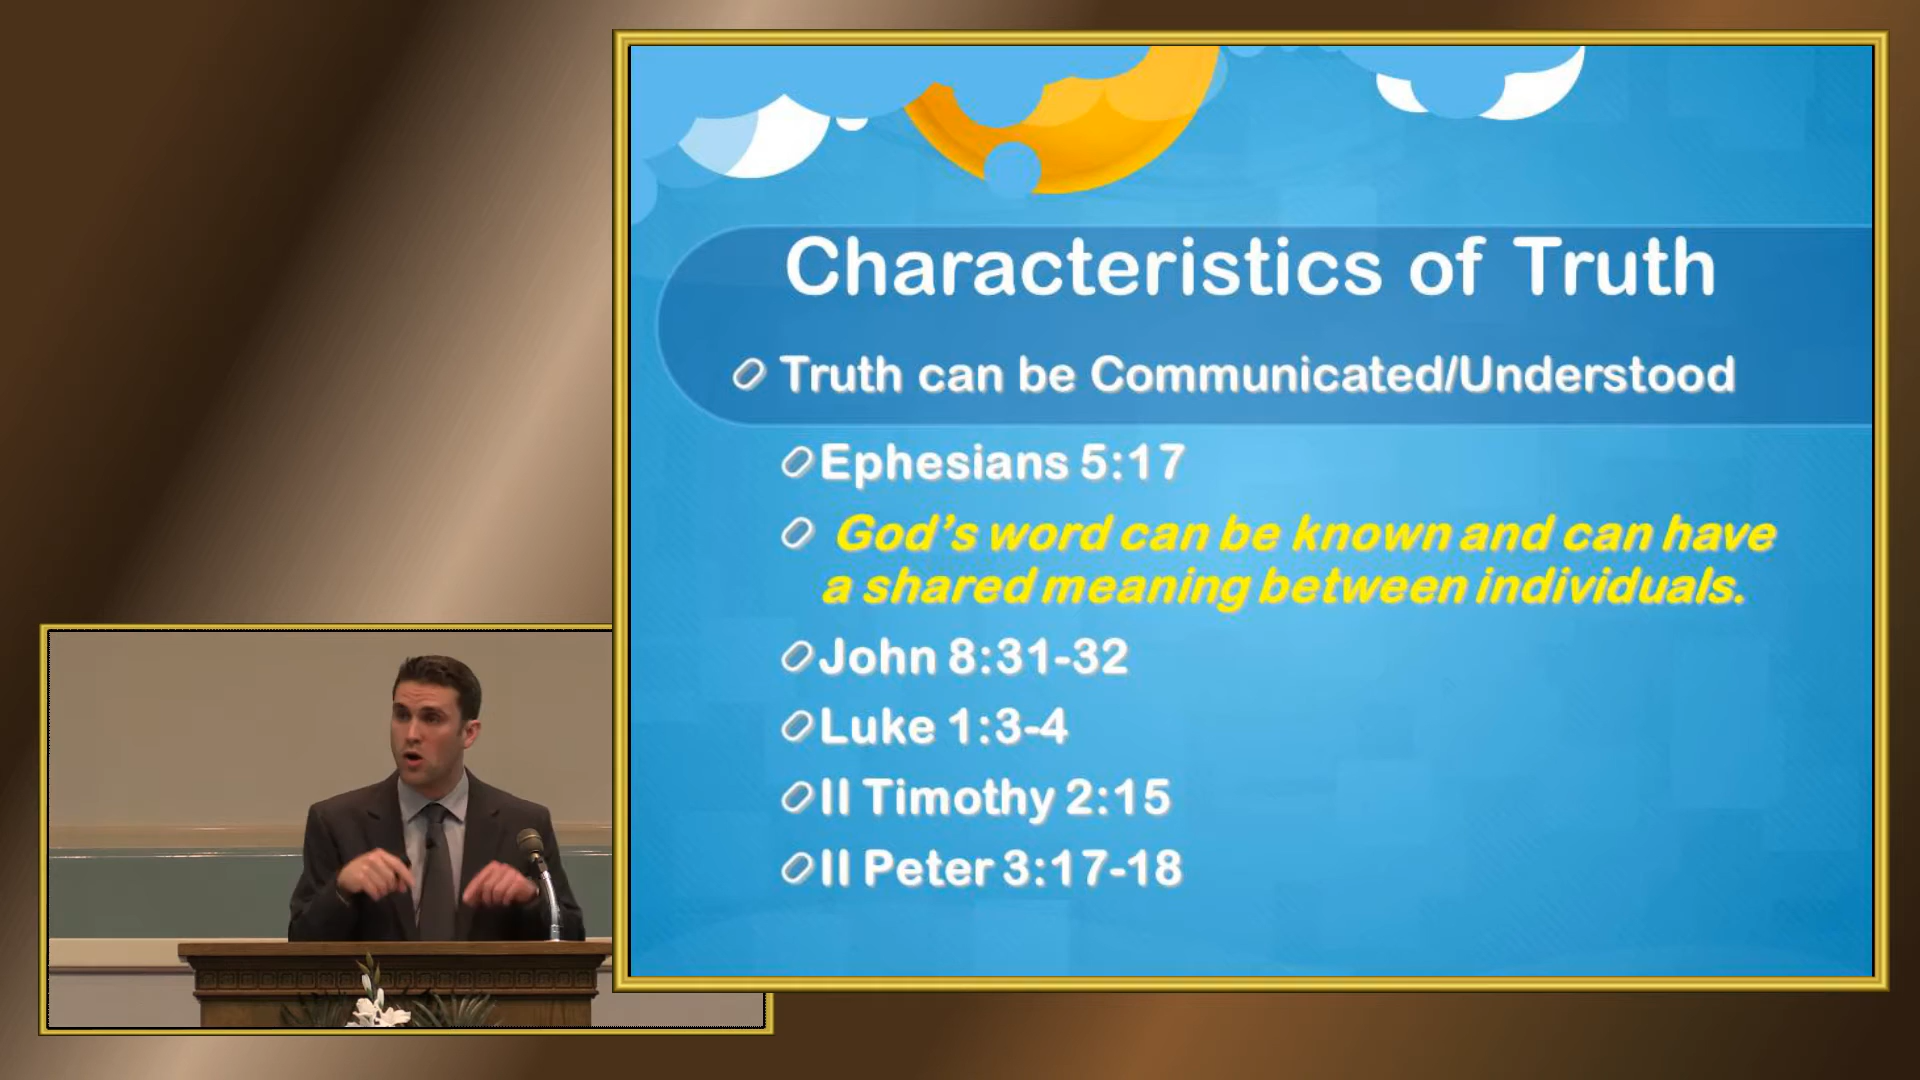 Characteristics of Truth
Truth can be Communicated/Understood
Ephesians 5:17
God's word can be known and can have
a shared meaning between individuals.
John 8:31-32
Luke 1:3-4
II Timothy 2:15
II Peter 3:17-18